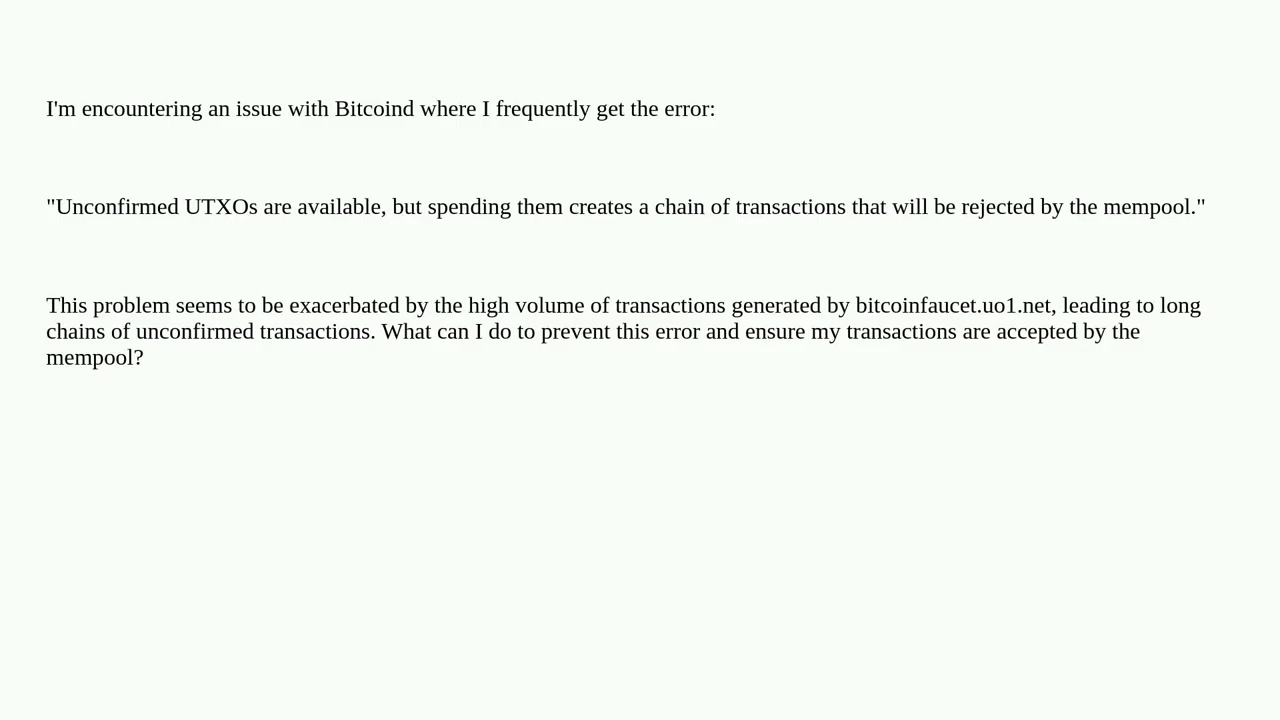 I'm encountering an issue with Bitcoind where I frequently get the error:
"Unconfirmed UTXOs are available, but spending them creates a chain of transactions that will be rejected by the mempool."
This problem seems to be exacerbated by the high volume of transactions generated by bitcoinfaucet.uo1.net, leading to long
chains of unconfirmed transactions. What can I do to prevent this error and ensure my transactions are accepted by the
mempool?